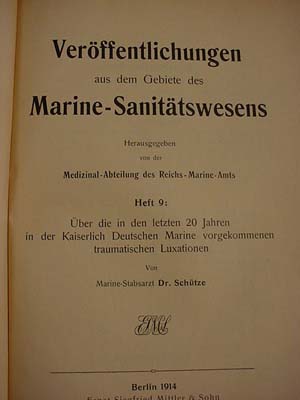 Veröffentlichungen
aus dem Gebiete des
Marine-Sanitätswesens
Herausgegeben
von der
Medizinal-Abteilung des Reichs-Marine-Amts
Heft 9:
Über die in den letzten 20 Jahren
in der Kaiserlich Deutschen Marine vorgekommenen
traumatischen Luxationen
Von
Marine-Stabsarzt Dr. Schütze
Berlin 1914
Ernst Siegfried Mittler & Sohn